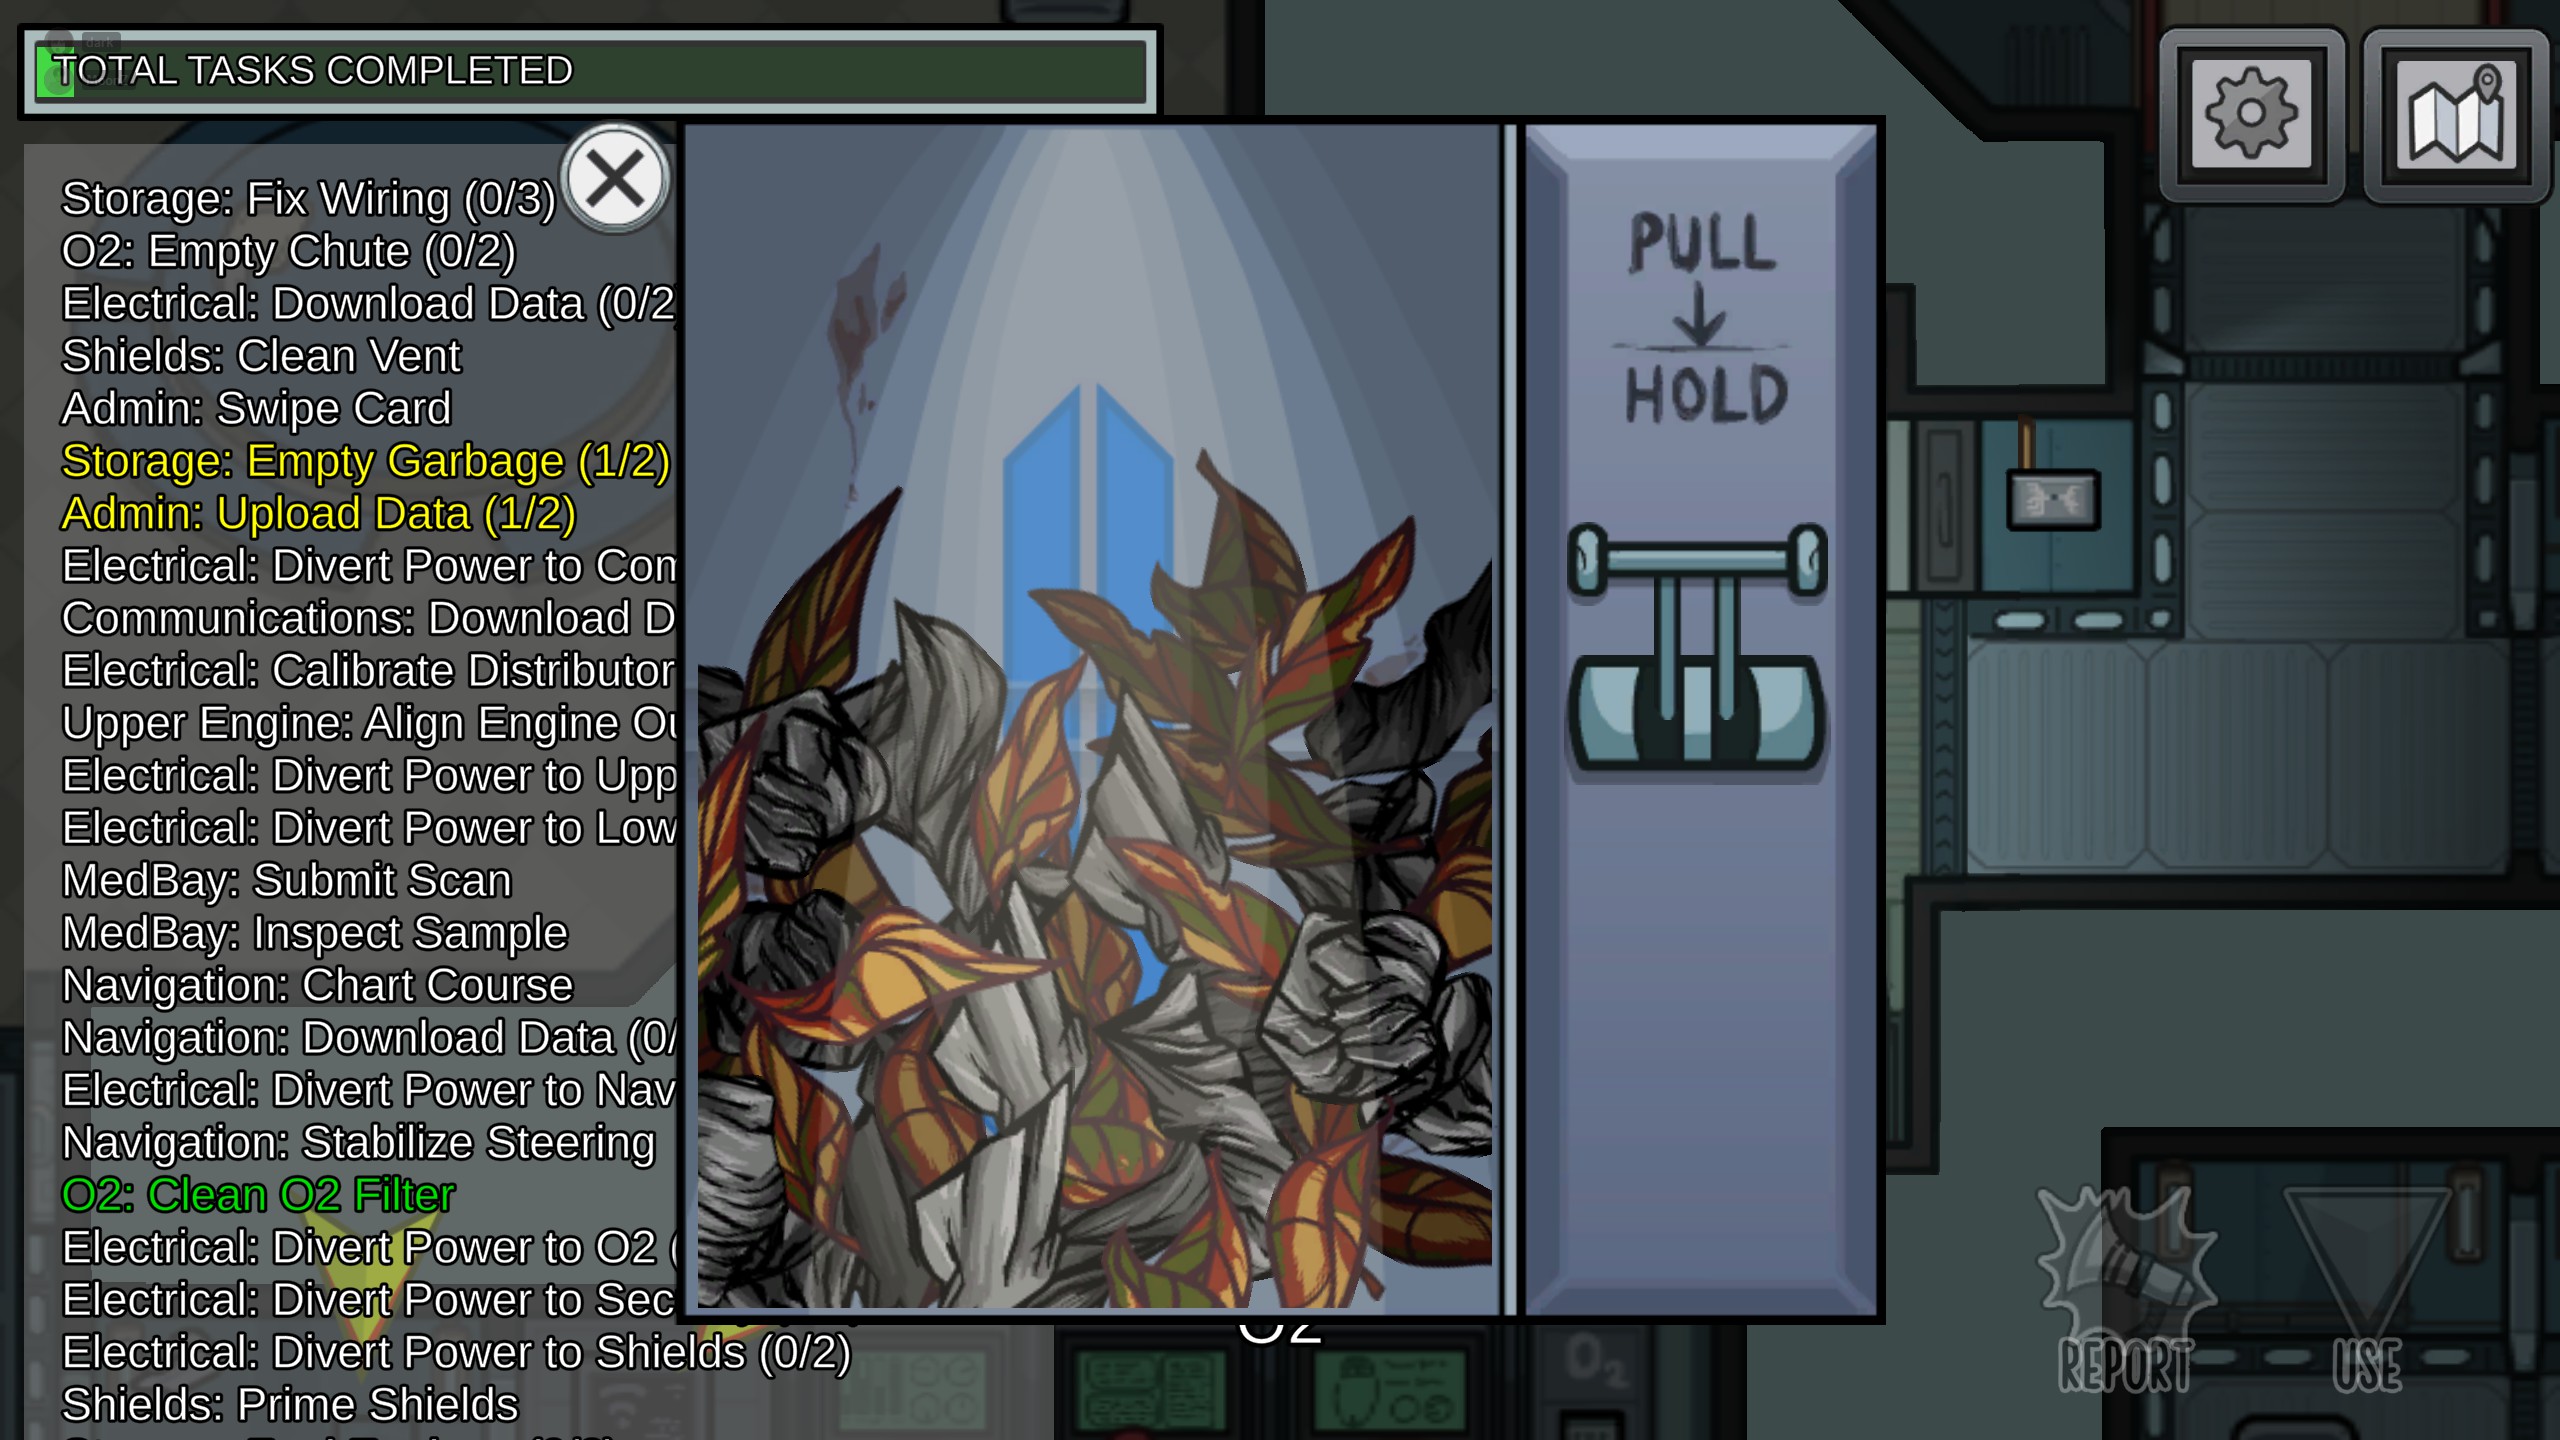 dark
TOTAL TASKS COMPLETED
Storage: Fix Wiring (0/3)
O2: Empty Chute (0/2)
Electrical: Download Data (0/2
Shields: Clean Vent
Admin: Swipe Card
Storage: Empty Garbage (1/2)
Admin: Upload Data (1/2)
Electrical: Divert Power to Com
Communications: Download D
Electrical: Calibrate Distributor
Upper Engine: Align Engine Ou
Electrical: Divert Power to Upp
Electrical: Divert Power to Low
MedBay: Submit Scan
MedBay: Inspect Sample
Navigation: Chart Course
Navigation: Download Data (0/
Electrical: Divert Power to Nav
Navigation: Stabilize Steering
O2: Clean O2 Filter
Electrical: Divert Power to O2 (
Electrical: Divert Power to Sec
Electrical: Divert Power to Shields (0/2)
Shields: Prime Shields
PULL
HOLD
O2
O2
REPORT
USE